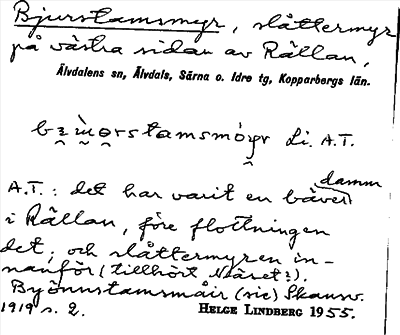 Bjurstamsmyr, slåttermyr
på västra sidan av Rällan,
Älvdalens sn, Älvdals, Särna o. Idre tg, Kopparbergs län.
Li. A.T.
damm
A.T.: det har varit en bäver
i Rällan, före flottningen
det, och slåttermyren in-
nanför (tillhört Näset?).
Byönnstamsmåir (sic) Skansv.
1919 s. 2. HELGE LINDBERG 1955.